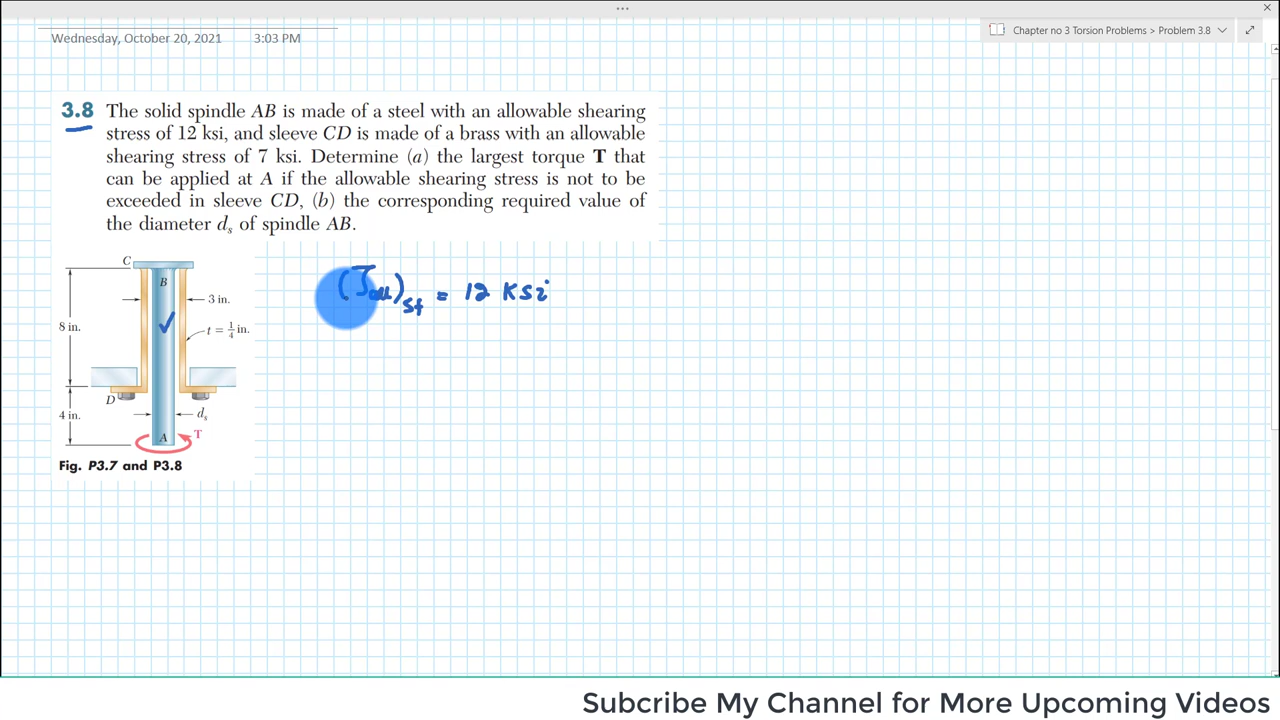 Wednesday, October 20, 2021 3:03 PM
Chapter no 3 Torsion Problems > Problem 3.8
3.8 The solid spindle AB is made of a steel with an allowable shearing
stress of 12 ksi, and sleeve CD is made of a brass with an allowable
shearing stress of 7 ksi. Determine (a) the largest torque T that
can be applied at A if the allowable shearing stress is not to be
exceeded in sleeve CD, (b) the corresponding required value of
the diameter dₛ of spindle AB.
C
B
3 in.
8 in.
t = 1/4 in.
D
4 in.
dₛ
A
T
Fig. P3.7 and P3.8
(τall)st = 12 ksi
Subcribe My Channel for More Upcoming Videos